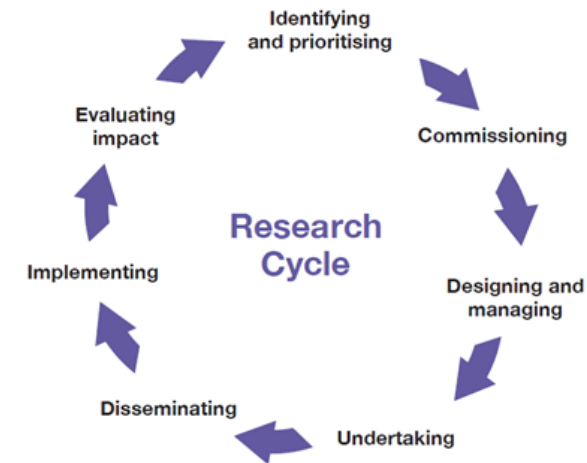 Identifying
and prioritising
Commissioning
Designing and
managing
Undertaking
Disseminating
Implementing
Evaluating
impact
Research
Cycle